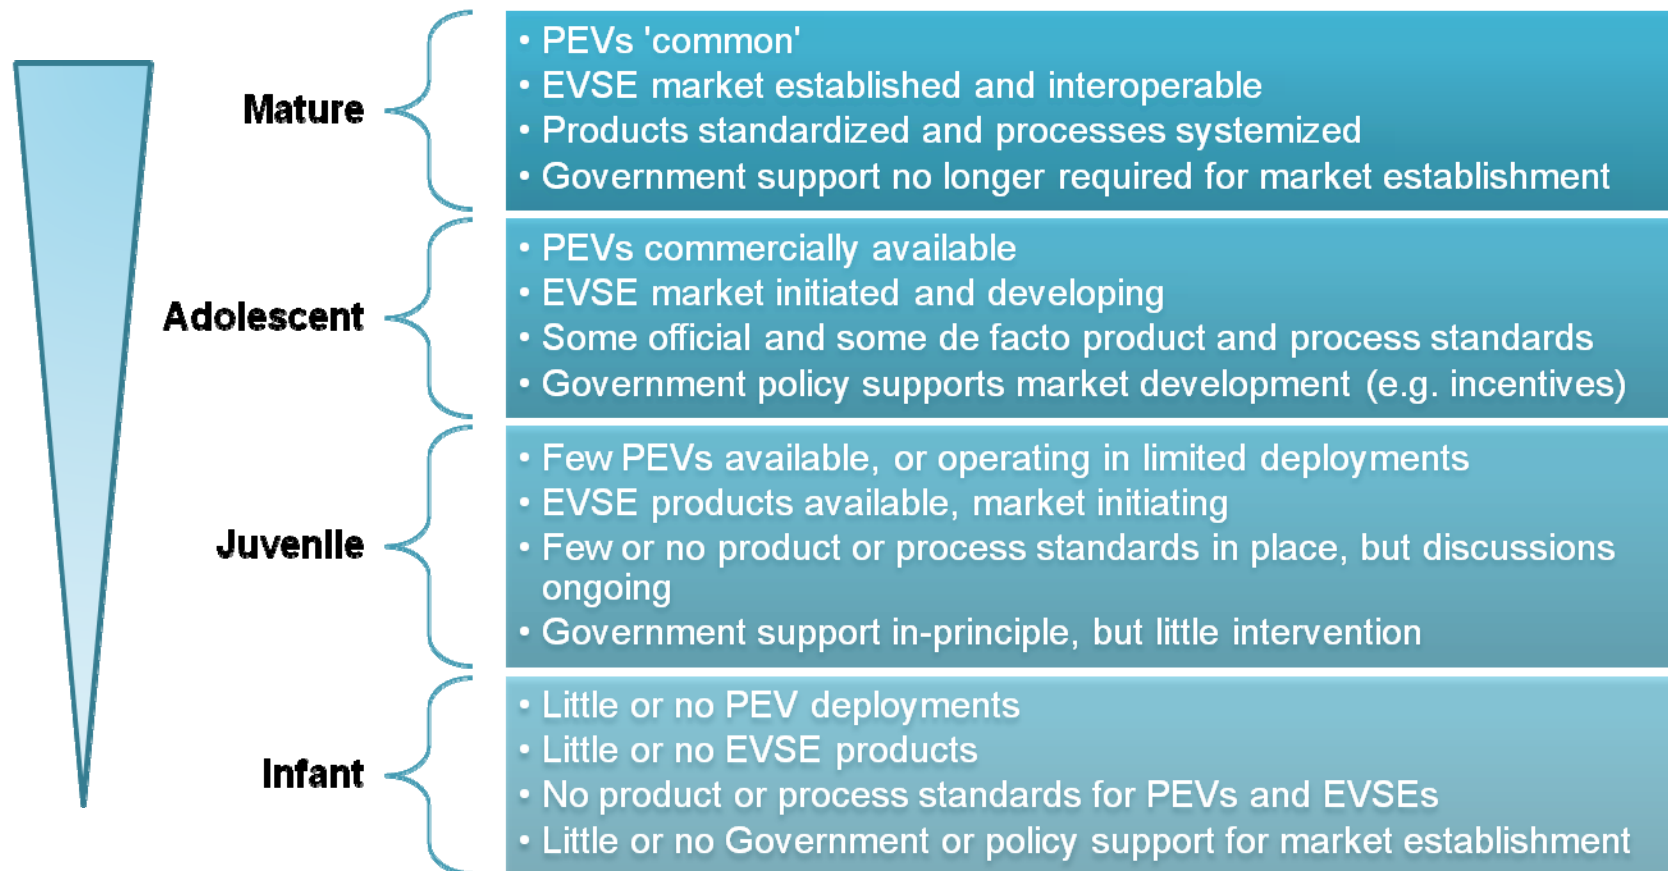 Mature
• PEVs 'common'
• EVSE market established and interoperable
• Products standardized and processes systemized
• Government support no longer required for market establishment
Adolescent
• PEVs commercially available
• EVSE market initiated and developing
• Some official and some de facto product and process standards
• Government policy supports market development (e.g. incentives)
Juvenile
• Few PEVs available, or operating in limited deployments
• EVSE products available, market initiating
• Few or no product or process standards in place, but discussions
ongoing
• Government support in-principle, but little intervention
Infant
• Little or no PEV deployments
• Little or no EVSE products
• No product or process standards for PEVs and EVSEs
• Little or no Government or policy support for market establishment